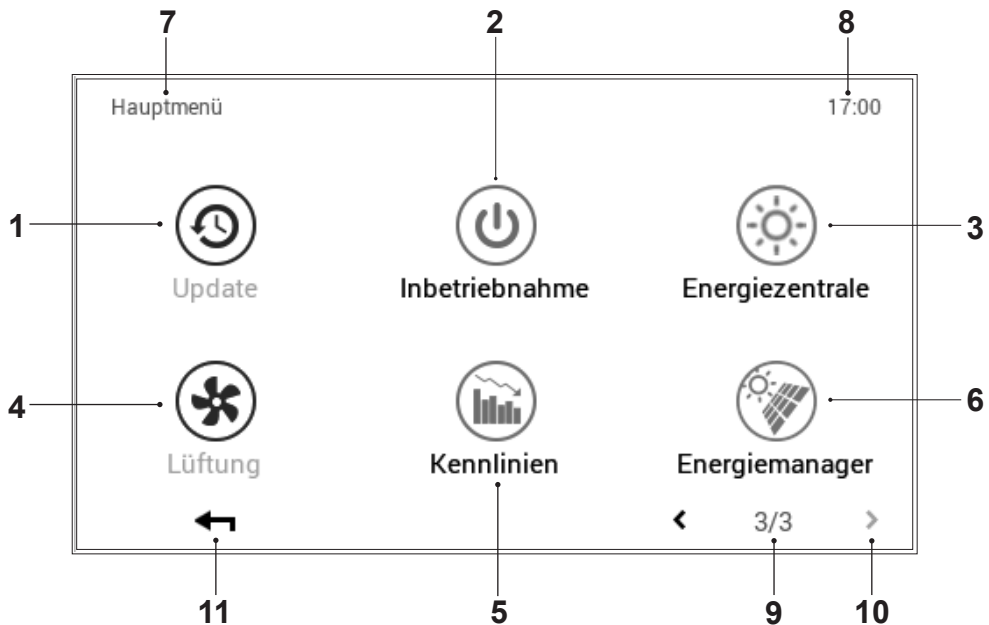 7 2 8
Hauptmenü 17:00
1 3
Update Inbetriebnahme Energiezentrale
4 6
Lüftung Kennlinien Energiemanager
3/3
11 5 9 10